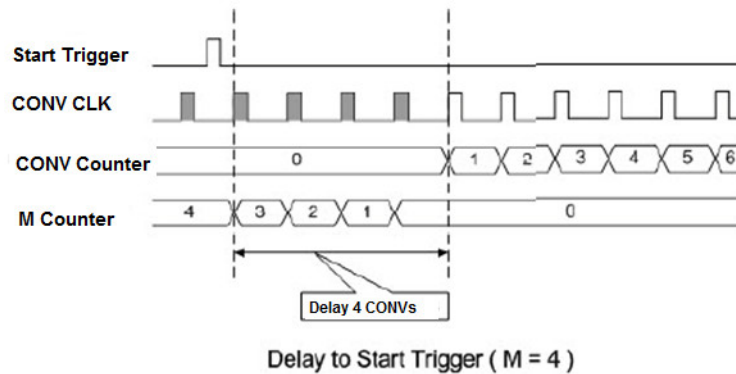 Start Trigger
CONV CLK
CONV Counter 0 1 2 3 4 5 6
M Counter 4 3 2 1 0
Delay 4 CONVs
Delay to Start Trigger ( M = 4 )